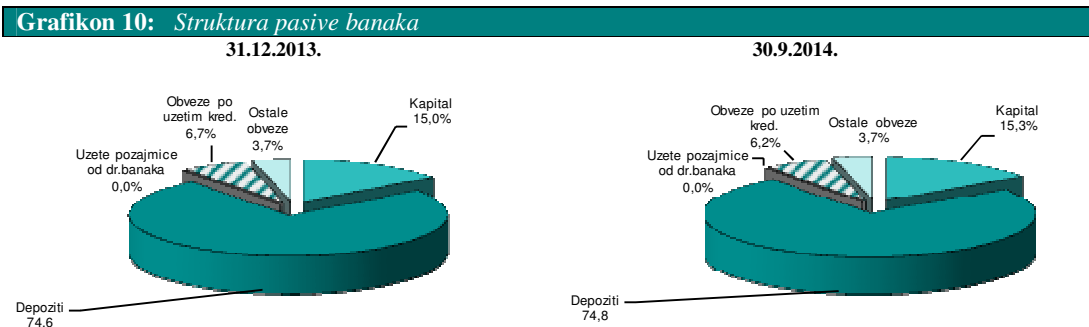 Grafikon 10: Struktura pasive banaka
31.12.2013.
Obveze po
uzetim kred.
6,7%
Ostale
obveze
3,7%
Kapital
15,0%
Uzete pozajmice
od dr.banaka
0,0%
Depoziti
74,6
30.9.2014.
Obveze po uzetim
kred.
6,2%
Ostale obveze
3,7%
Kapital
15,3%
Uzete pozajmice
od dr.banaka
0,0%
Depoziti
74,8